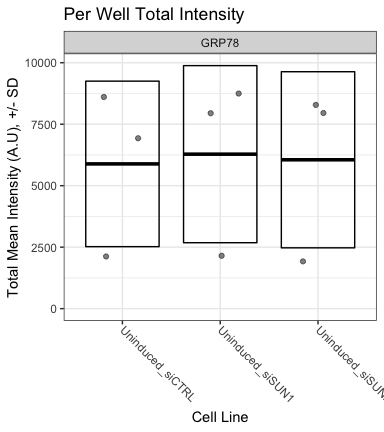 Per Well Total Intensity
GRP78
Total Mean Intensity (A.U), +/- SD
10000
7500
5000
2500
0
Uninduced_siCTRL
Uninduced_siSUN1
Uninduced_siSUN
Cell Line